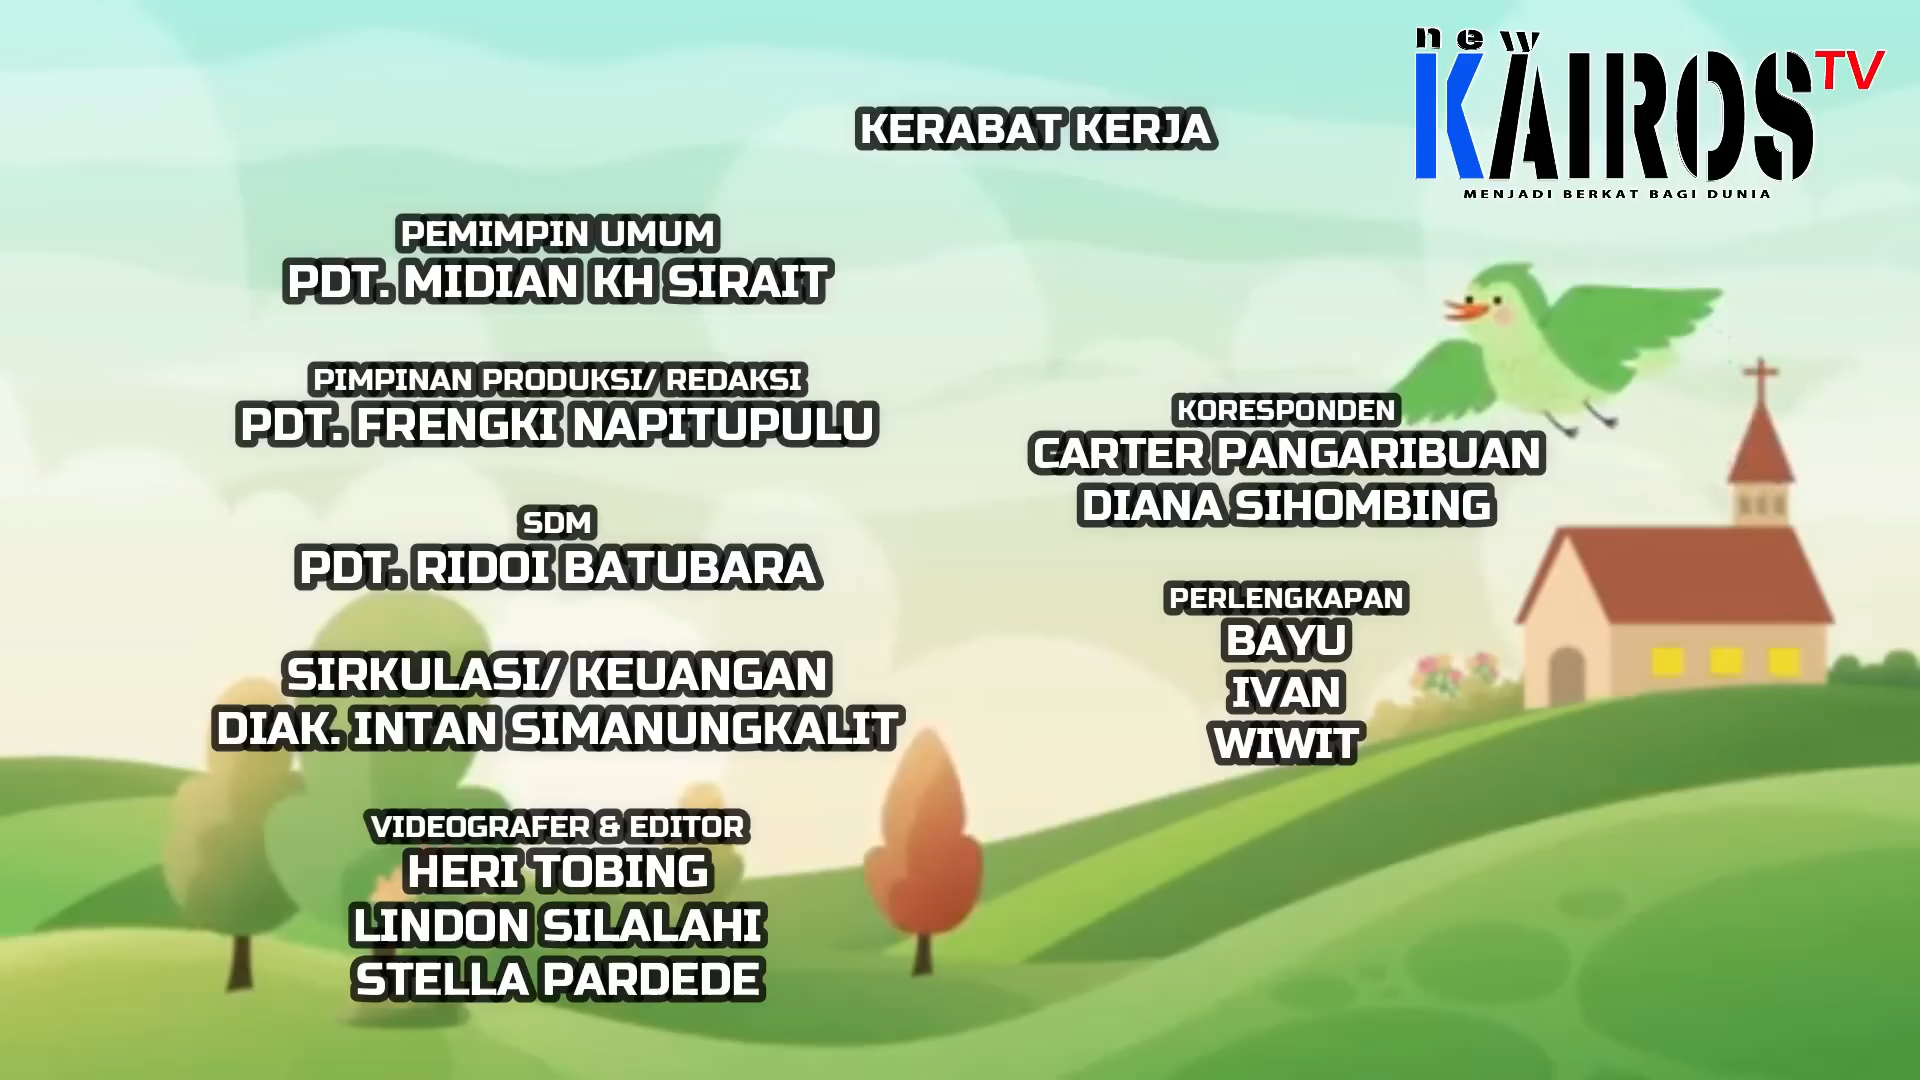 new
KAIROS TV
MENJADI BERKAT BAGI DUNIA
KERABAT KERJA
PEMIMPIN UMUM
PDT. MIDIAN KH SIRAIT
PIMPINAN PRODUKSI/ REDAKSI
PDT. FRENGKI NAPITUPULU
SDM
PDT. RIDOI BATUBARA
SIRKULASI/ KEUANGAN
DIAK. INTAN SIMANUNGKALIT
VIDEOGRAFER & EDITOR
HERI TOBING
LINDON SILALAHI
STELLA PARDEDE
KORESPONDEN
CARTER PANGARIBUAN
DIANA SIHOMBING
PERLENGKAPAN
BAYU
IVAN
WIWIT